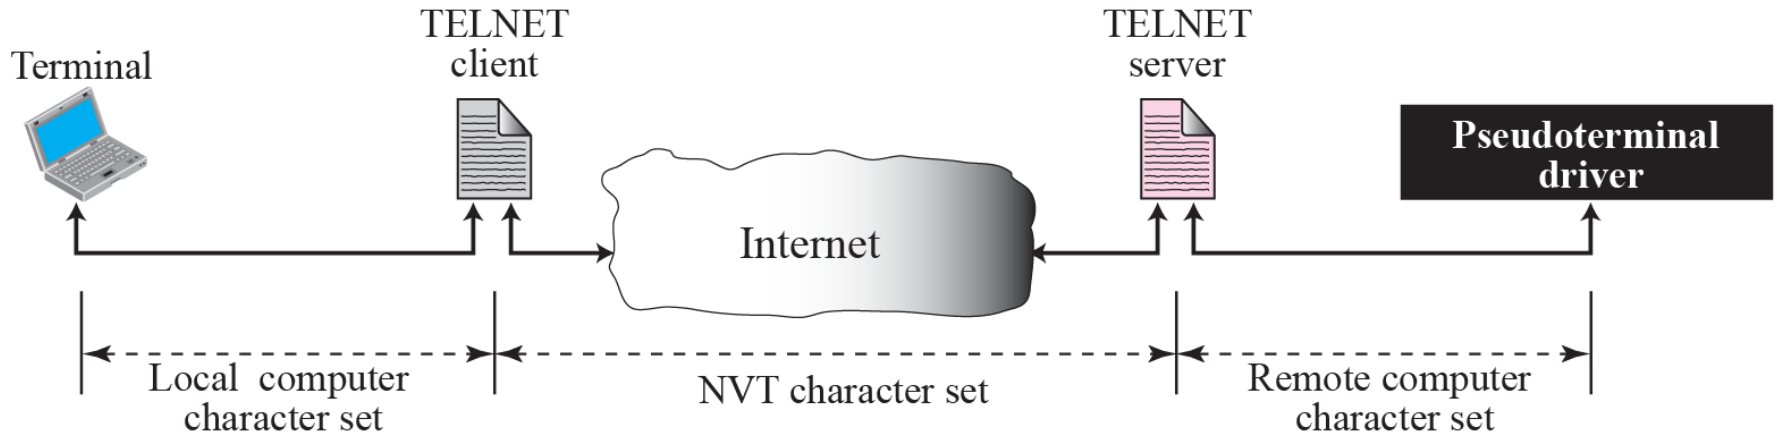 Terminal
TELNET
client
TELNET
server
Pseudoterminal
driver
Internet
Local computer
character set
NVT character set
Remote computer
character set